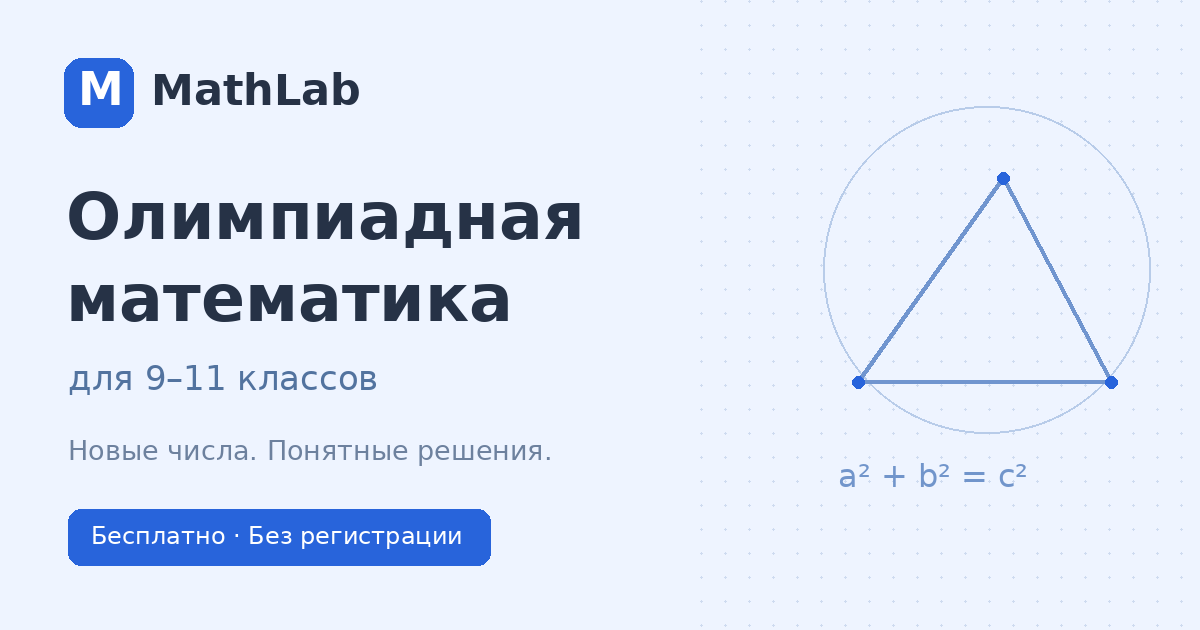 M MathLab
Олимпиадная
математика
для 9–11 классов
Новые числа. Понятные решения.
Бесплатно · Без регистрации
a² + b² = c²